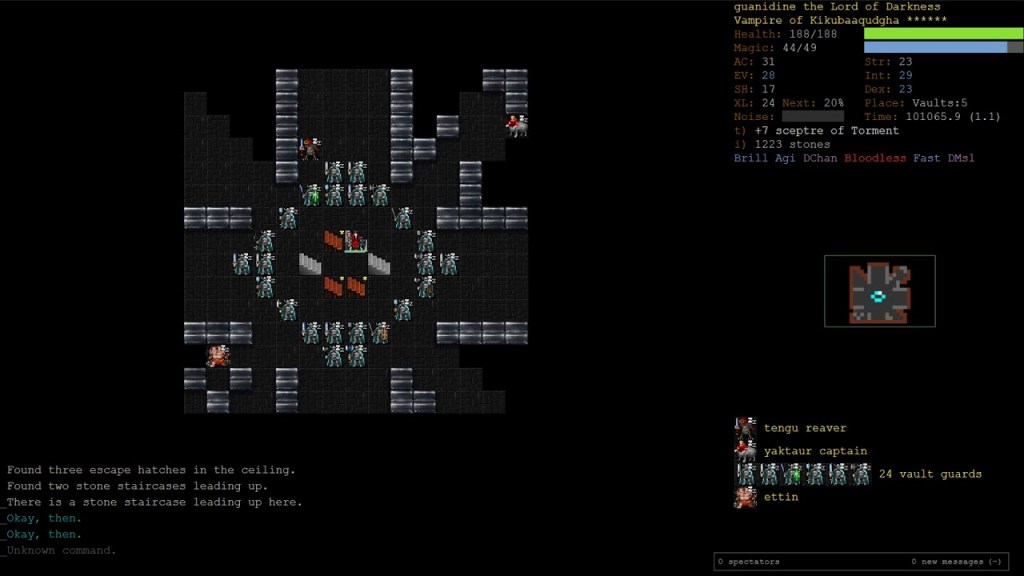 guanidine the Lord of Darkness
Vampire of Kikubaaqudgha ******
Health: 188/188
Magic: 44/49
AC: 31 Str: 23
EV: 28 Int: 29
SH: 17 Dex: 23
XL: 24 Next: 20% Place: Vaults:5
Noise: Time: 101065.9 (1.1)
t) +7 sceptre of Torment
i) 1223 stones
Brill Agi DChan Bloodless Fast DMsl
tengu reaver
yaktaur captain
24 vault guards
ettin
Found three escape hatches in the ceiling.
Found two stone staircases leading up.
_There is a stone staircase leading up here.
_Okay, then.
_Okay, then.
_Unknown command.
0 spectators 0 new messages (-)